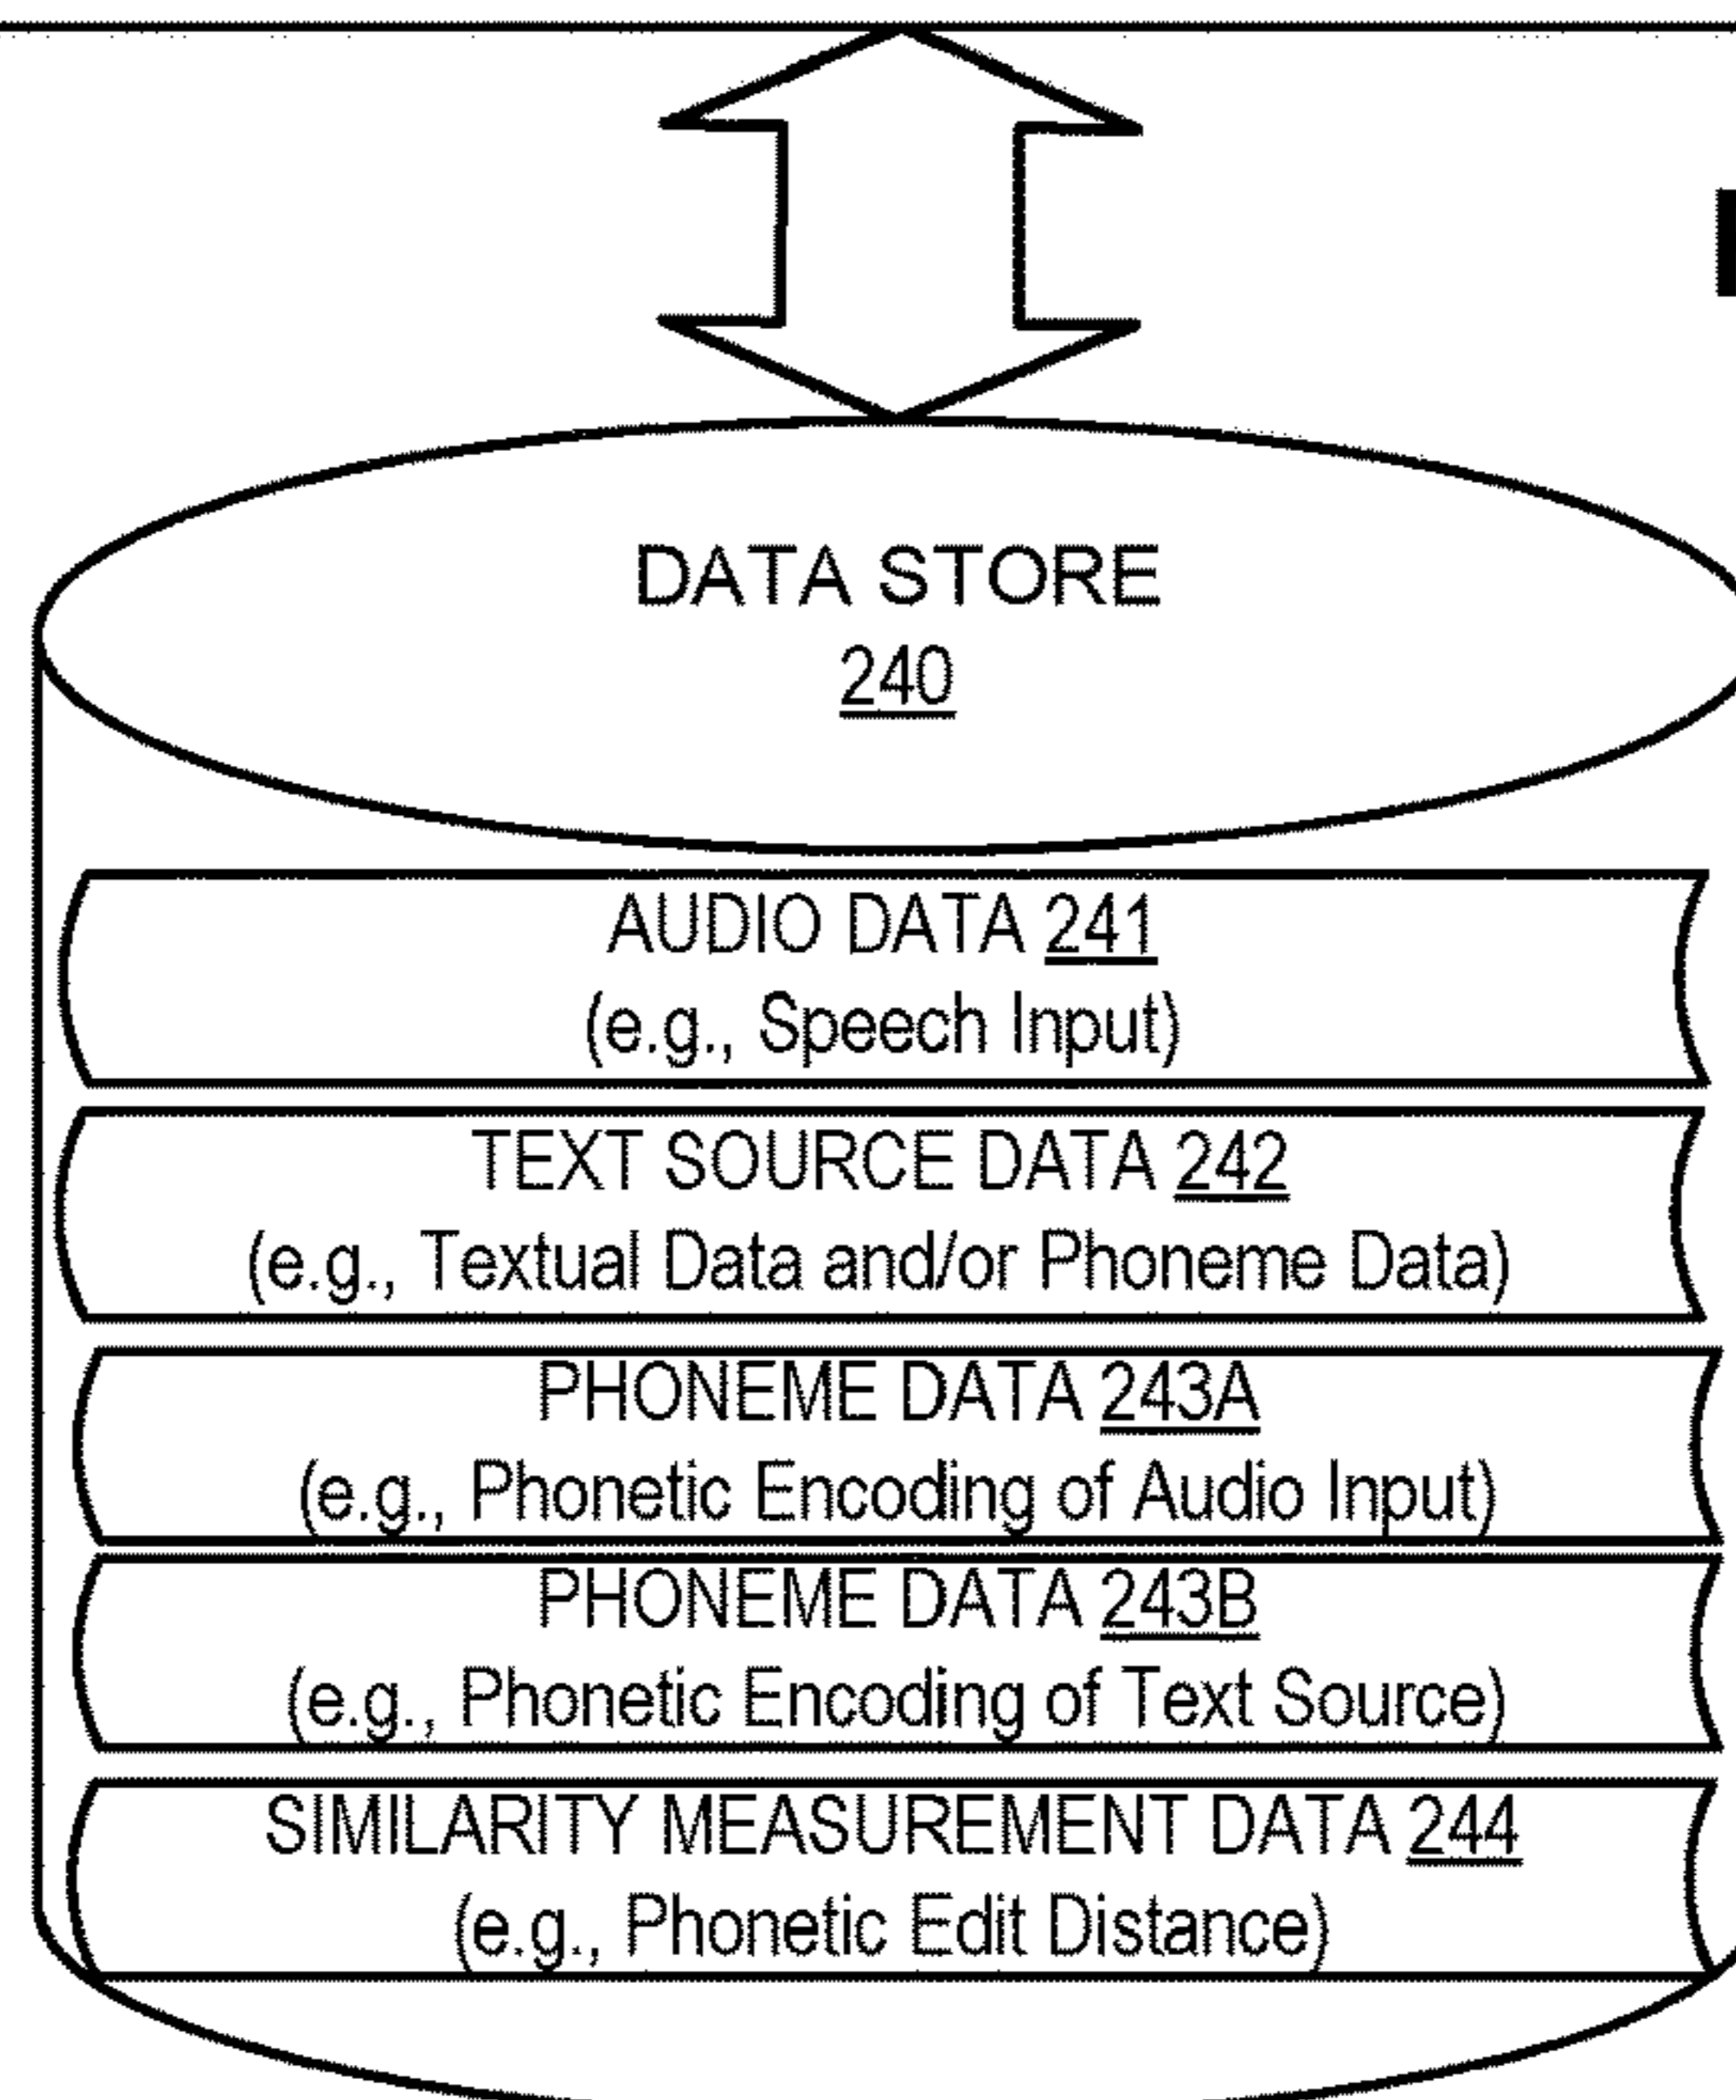 DATA STORE
240
AUDIO DATA 241
(e.g., Speech Input)
TEXT SOURCE DATA 242
(e.g., Textual Data and/or Phoneme Data)
PHONEME DATA 243A
(e.g., Phonetic Encoding of Audio Input)
PHONEME DATA 243B
(e.g., Phonetic Encoding of Text Source)
SIMILARITY MEASUREMENT DATA 244
(e.g., Phonetic Edit Distance)